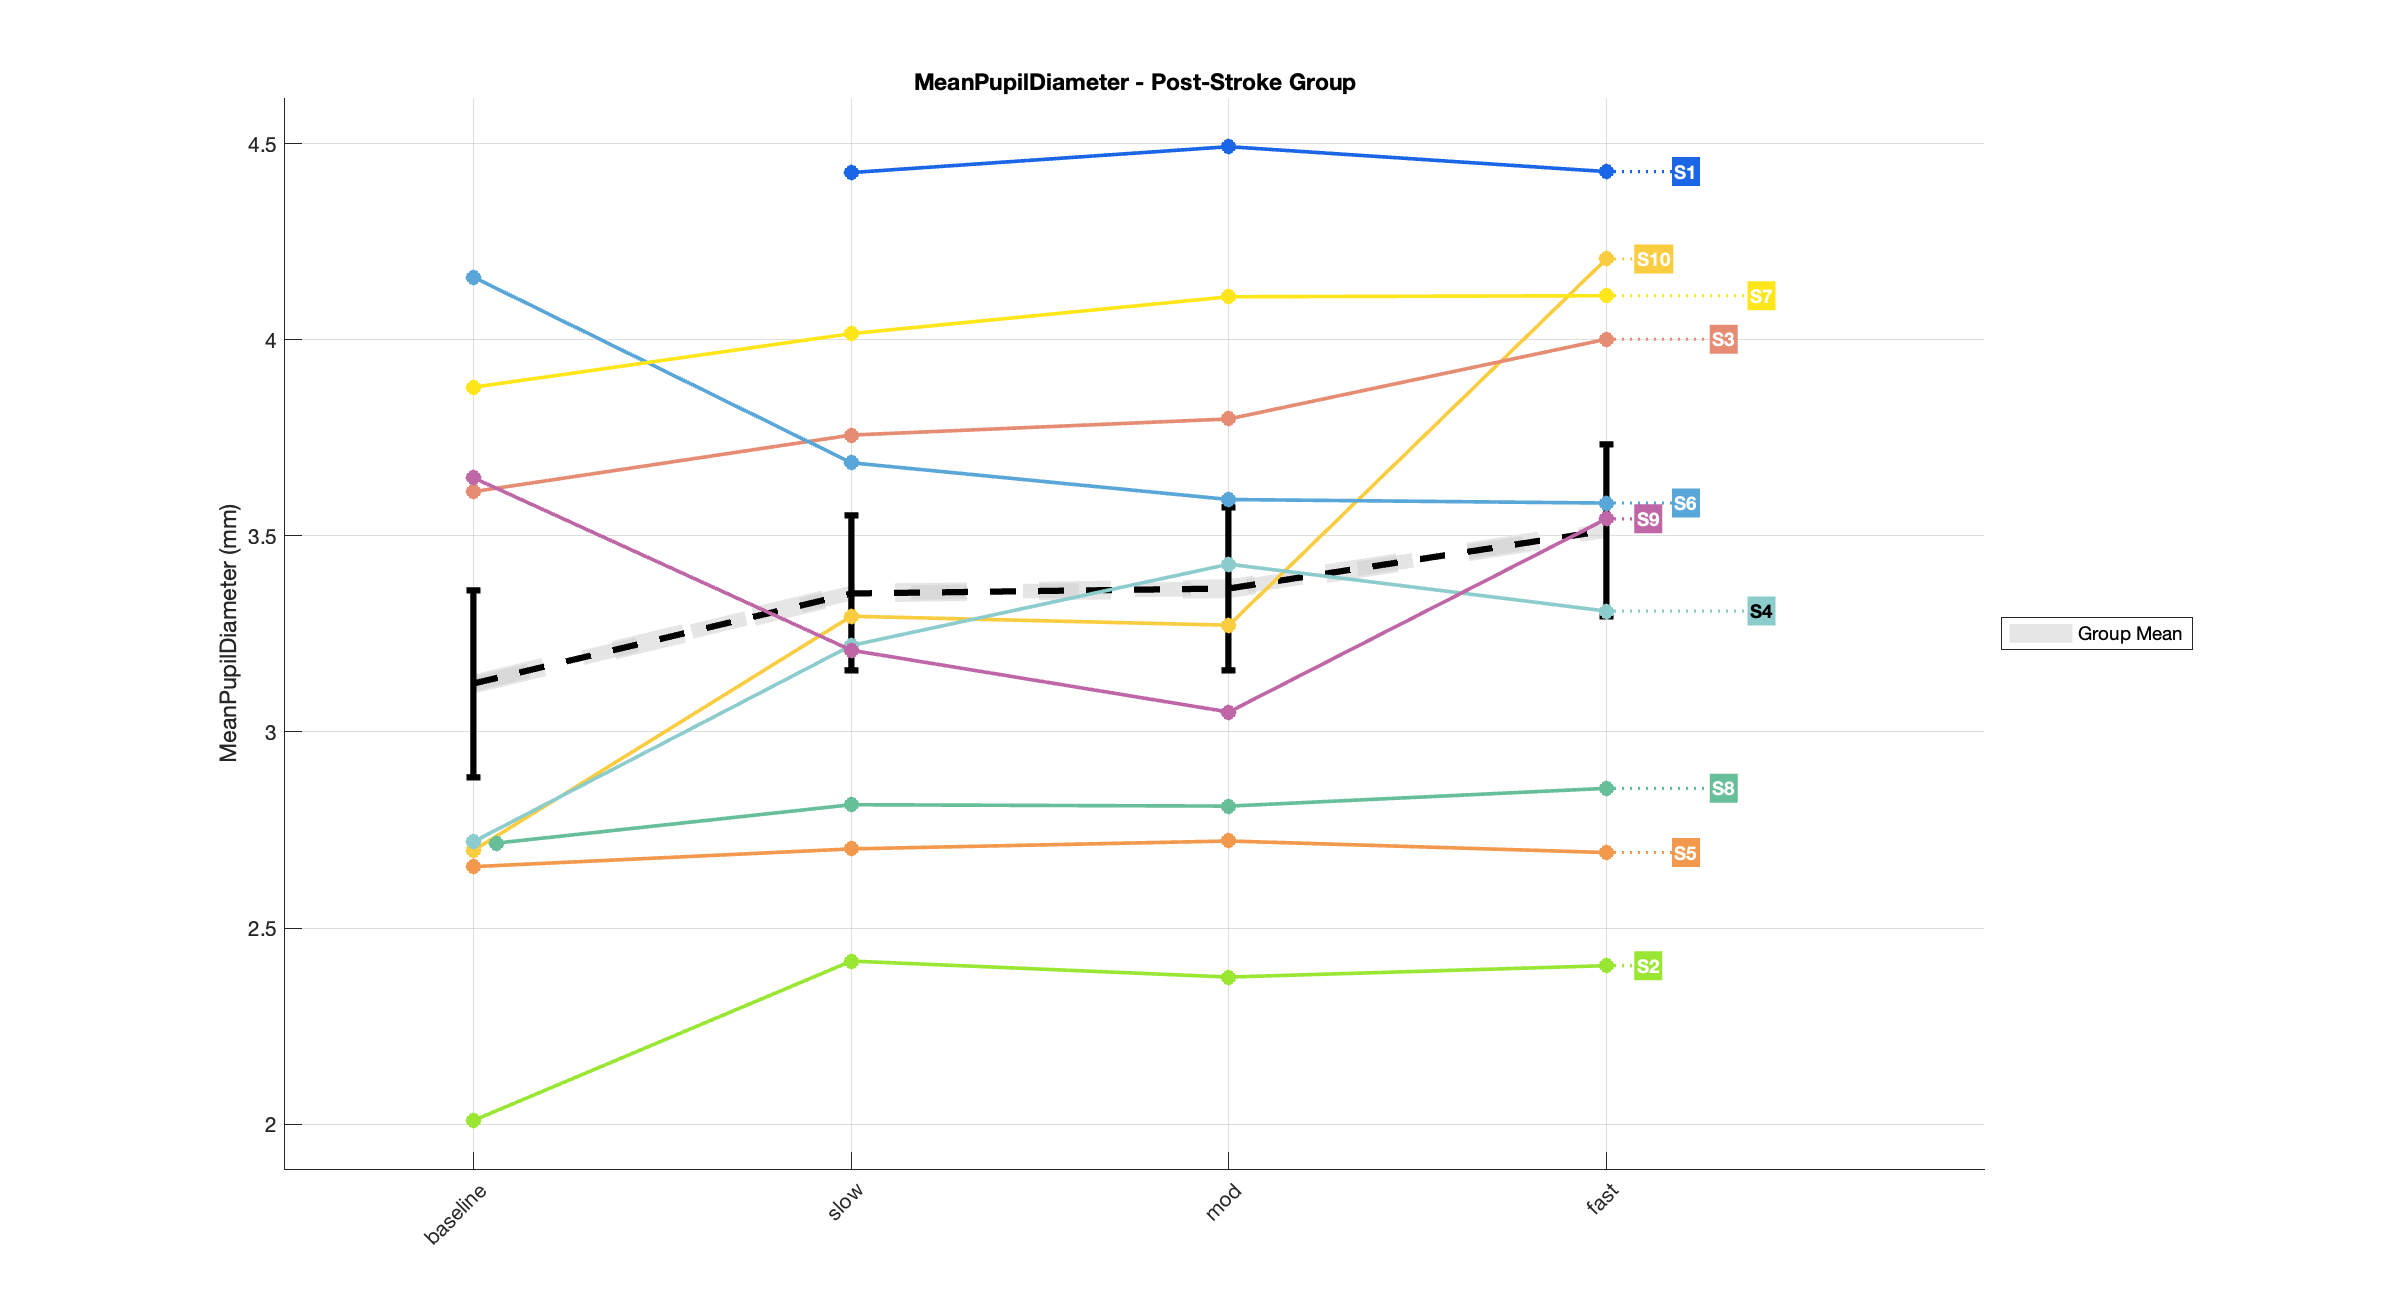 MeanPupilDiameter - Post-Stroke Group
MeanPupilDiameter (mm)
4.5
4
3.5
3
2.5
2
baseline
slow
mod
fast
S1
S10
S7
S3
S6
S9
S4
S8
S5
S2
Group Mean